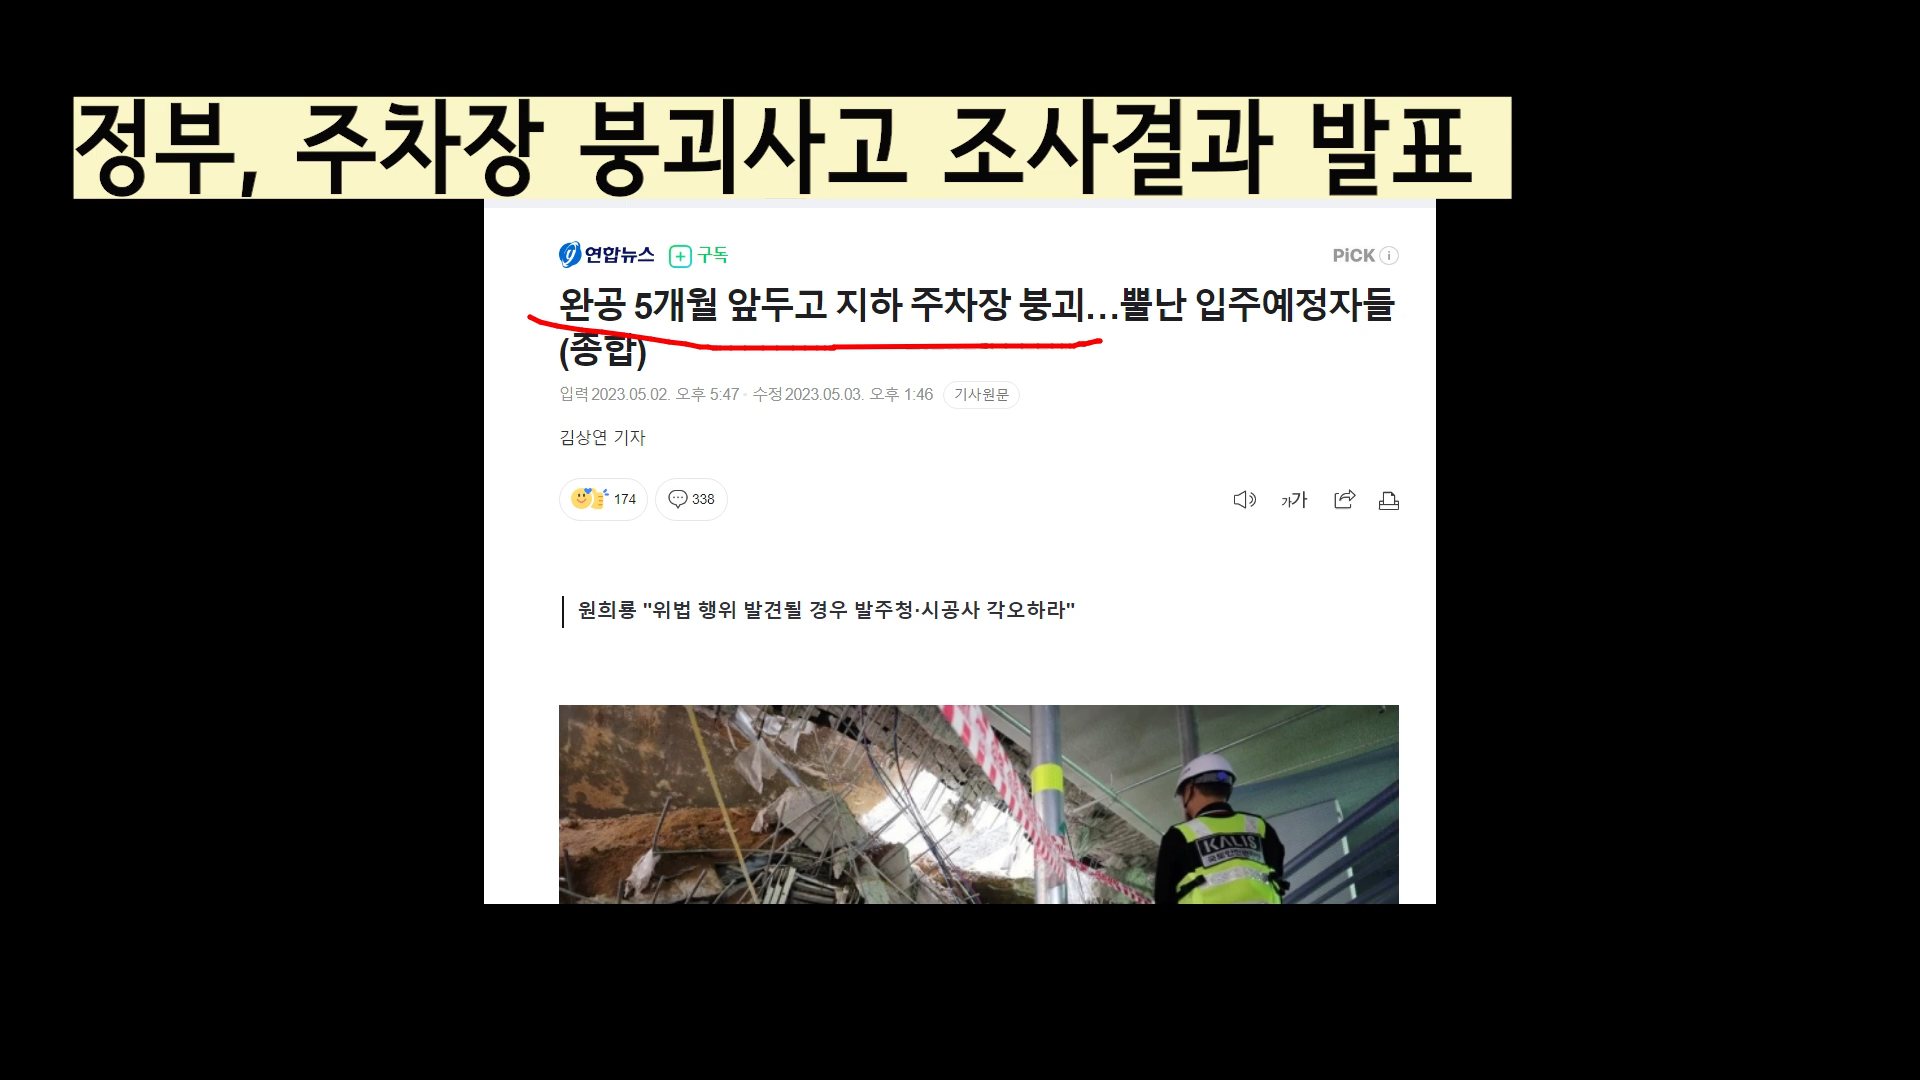 정부, 주차장 붕괴사고 조사결과 발표
연합뉴스 구독 PiCK
완공 5개월 앞두고 지하 주차장 붕괴...뿔난 입주예정자들
(종합)
입력 2023.05.02. 오후 5:47 · 수정 2023.05.03. 오후 1:46 기사원문
김상연 기자
174 338 가가
원희룡 "위법 행위 발견될 경우 발주청·시공사 각오하라"
KALIS